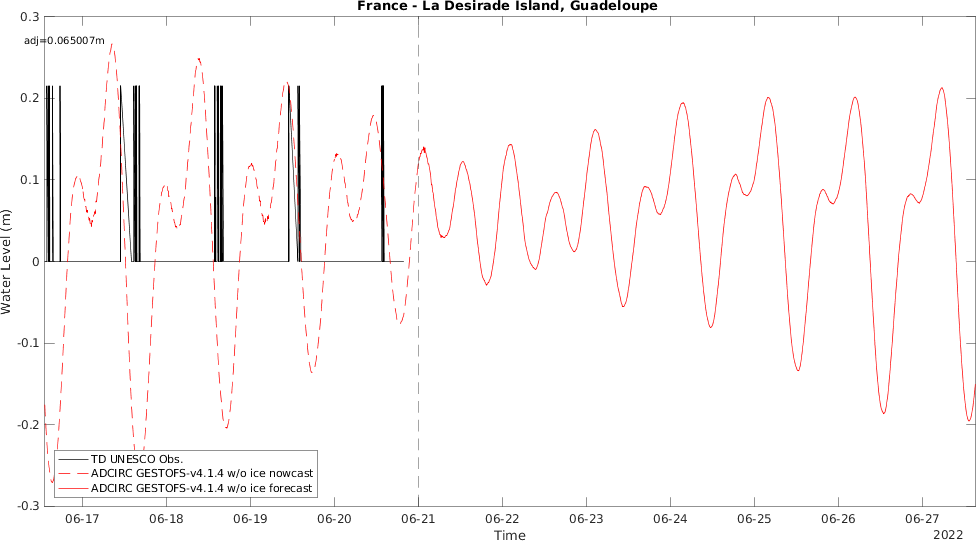 France - La Desirade Island, Guadeloupe
adj=0.065007m
0.3
0.2
0.1
0
-0.1
-0.2
-0.3
Water Level (m)
TD UNESCO Obs.
ADCIRC GESTOFS-v4.1.4 w/o ice nowcast
ADCIRC GESTOFS-v4.1.4 w/o ice forecast
06-17 06-18 06-19 06-20 06-21 06-22 06-23 06-24 06-25 06-26 06-27
Time
2022